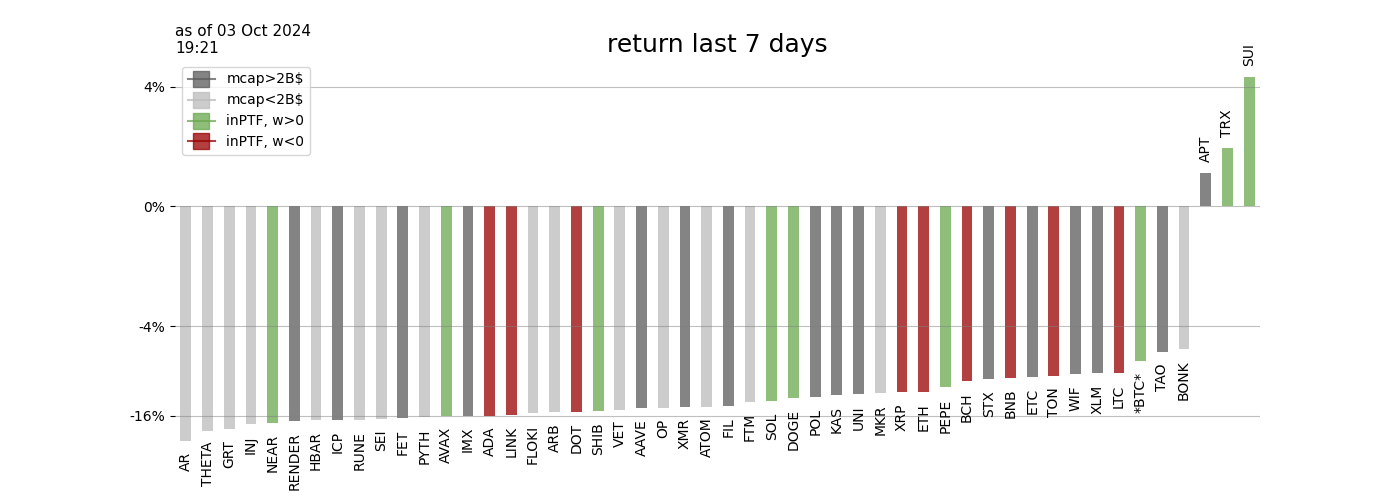 as of 03 Oct 2024
19:21
return last 7 days
mcap>2B$
mcap<2B$
inPTF, w>0
inPTF, w<0
4%
0%
-4%
-16%
AR
THETA
GRT
INJ
NEAR
RENDER
HBAR
ICP
RUNE
SEI
FET
PYTH
AVAX
IMX
ADA
LINK
FLOKI
ARB
DOT
SHIB
VET
AAVE
OP
XMR
ATOM
FIL
FTM
SOL
DOGE
POL
KAS
UNI
MKR
XRP
ETH
PEPE
BCH
STX
BNB
ETC
TON
WIF
XLM
LTC
*BTC*
TAO
BONK
APT
TRX
SUI